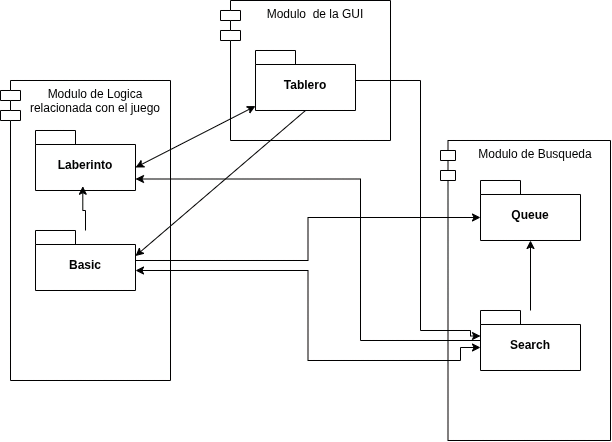 Modulo de la GUI
Tablero
Modulo de Logica
relacionada con el juego
Laberinto
Basic
Modulo de Busqueda
Queue
Search